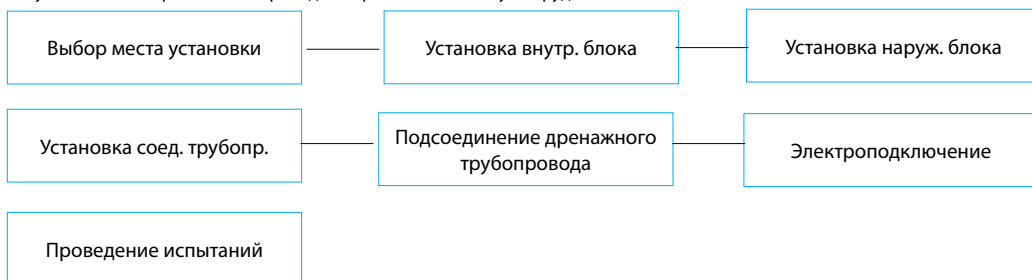 Выбор места установки
Установка внутр. блока
Установка наруж. блока
Установка соед. трубопр.
Подсоединение дренажного
трубопровода
Электроподключение
Проведение испытаний